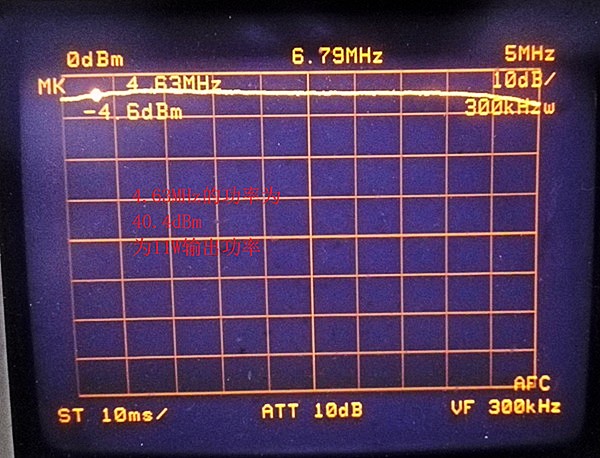 0dBm 6.79MHz 5MHz
MK 4.63MHz 10dB/
-4.6dBm 300kHzw
4.63MHz的功率为
40.4dBm
为11W输出功率
AFC
ST 10ms/ ATT 10dB VF 300kHz